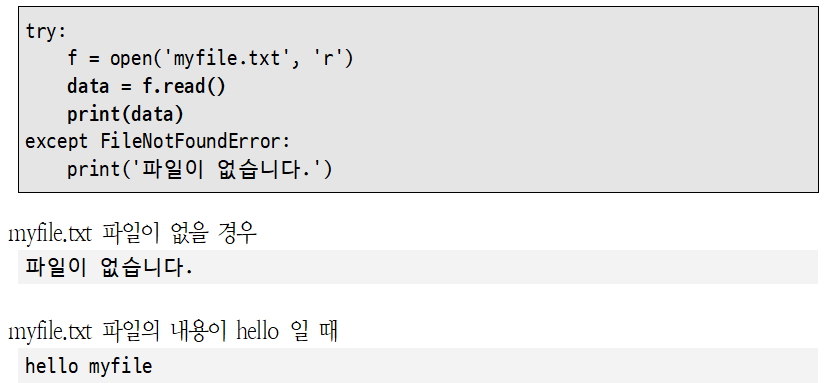 try:
    f = open('myfile.txt', 'r')
    data = f.read()
    print(data)
except FileNotFoundError:
    print('파일이 없습니다.')
myfile.txt 파일이 없을 경우
파일이 없습니다.
myfile.txt 파일의 내용이 hello 일 때
hello myfile